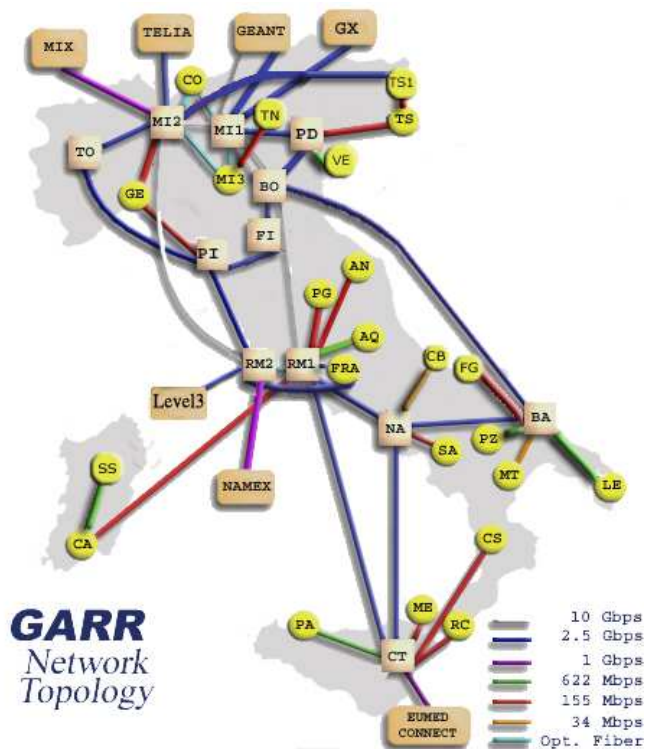 MIX
TELIA
GEANT
GX
CO
TS1
MI2
MI1
TN
PD
TS
TO
VE
MI3
BO
GE
FI
PI
AN
PG
AQ
RM2
RM1
FRA
CB
FG
Level3
NA
BA
PZ
SA
MT
SS
NAMEX
LE
CA
CS
PA
ME
RC
CT
EUMED
CONNECT
GARR
Network
Topology
10 Gbps
2.5 Gbps
1 Gbps
622 Mbps
155 Mbps
34 Mbps
Opt. Fiber